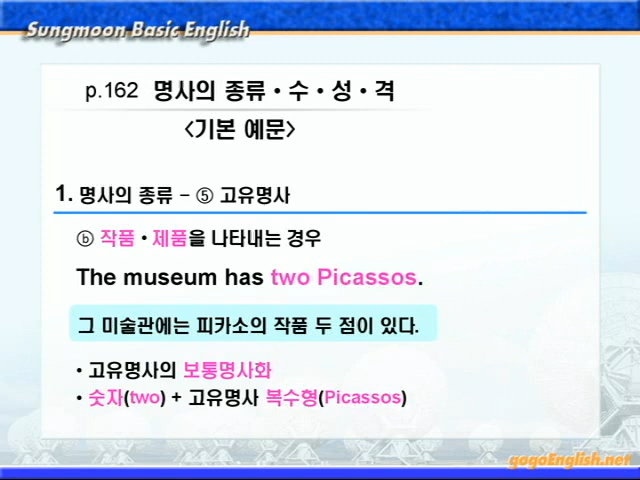 Sungmoon Basic English
p.162 명사의 종류 • 수 • 성 • 격
<기본 예문>
1. 명사의 종류 – ⑤ 고유명사
ⓑ 작품 • 제품을 나타내는 경우
The museum has two Picassos.
그 미술관에는 피카소의 작품 두 점이 있다.
• 고유명사의 보통명사화
• 숫자(two) + 고유명사 복수형(Picassos)
gogoEnglish.net